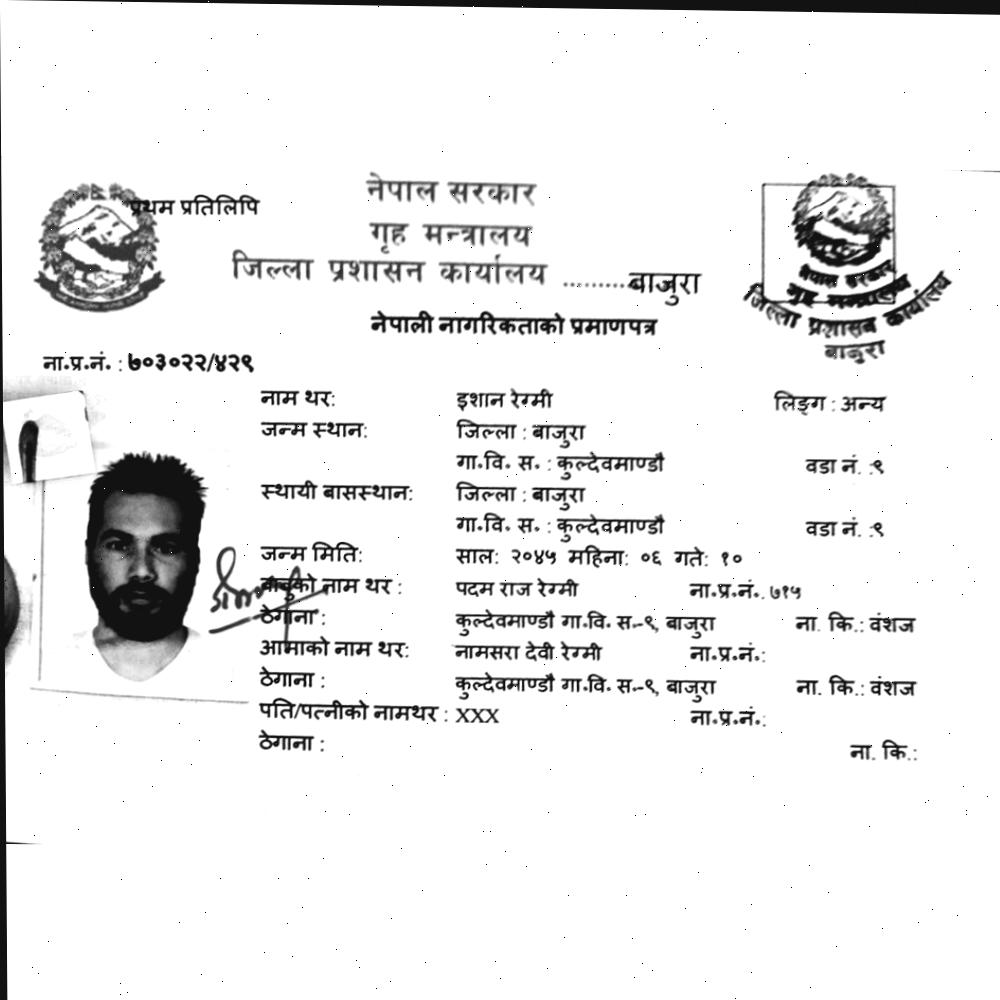 प्रथम प्रतिलिपि
नेपाल सरकार
गृह मन्त्रालय
जिल्ला प्रशासन कार्यालय ..........बाजुरा
नेपाल सरकार
गृह मन्त्रालय
जिल्ला प्रशासन कार्यालय
बाजुरा
नेपाली नागरिकताको प्रमाणपत्र
ना.प्र.नं. : ७०३०२२/४२९
नाम थर: इशान रेग्मी लिङ्ग : अन्य
जन्म स्थान: जिल्ला : बाजुरा
गा.वि. स. : कुल्देवमाण्डौ वडा नं. :९
स्थायी बासस्थान: जिल्ला : बाजुरा
गा.वि. स. : कुल्देवमाण्डौ वडा नं. :९
जन्म मिति: साल: २०४५ महिना: ०६ गते: १०
बाबुको नाम थर : पदम राज रेग्मी ना.प्र.नं.. ७१५
ठेगाना : कुल्देवमाण्डौ गा.वि. स.-९, बाजुरा ना. कि.: वंशज
आमाको नाम थर: नामसरा देवी रेग्मी ना.प्र.नं.:
ठेगाना : कुल्देवमाण्डौ गा.वि. स.-९, बाजुरा ना. कि.: वंशज
पति/पत्नीको नामथर : XXX ना.प्र.नं.:
ठेगाना : ना. कि.: